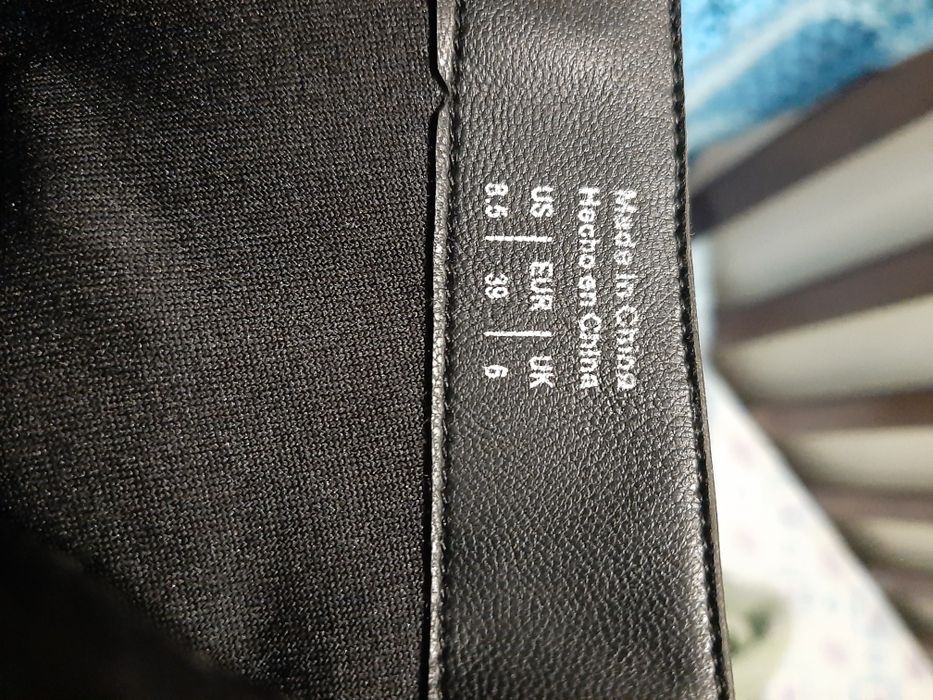 Made in China
Hecho en China
US | EUR | UK
8.5 | 39 | 6